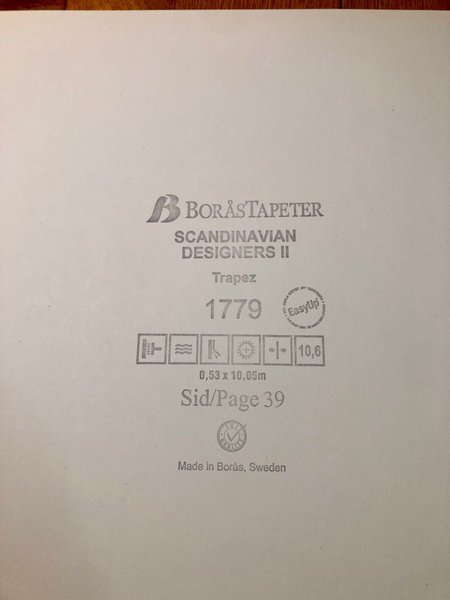 BORÅSTAPETER
SCANDINAVIAN
DESIGNERS II
Trapez
1779
EasyUp®
10,6
0,53 x 10,05m
Sid/Page 39
Made in Borås, Sweden